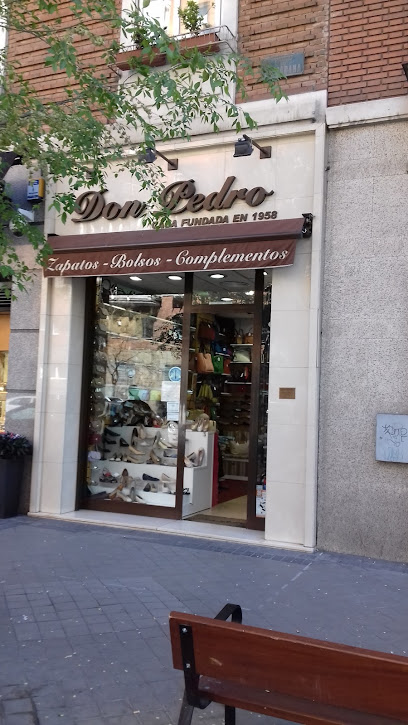 Don Pedro
FUNDADA EN 1958
Zapatos - Bolsos - Complementos